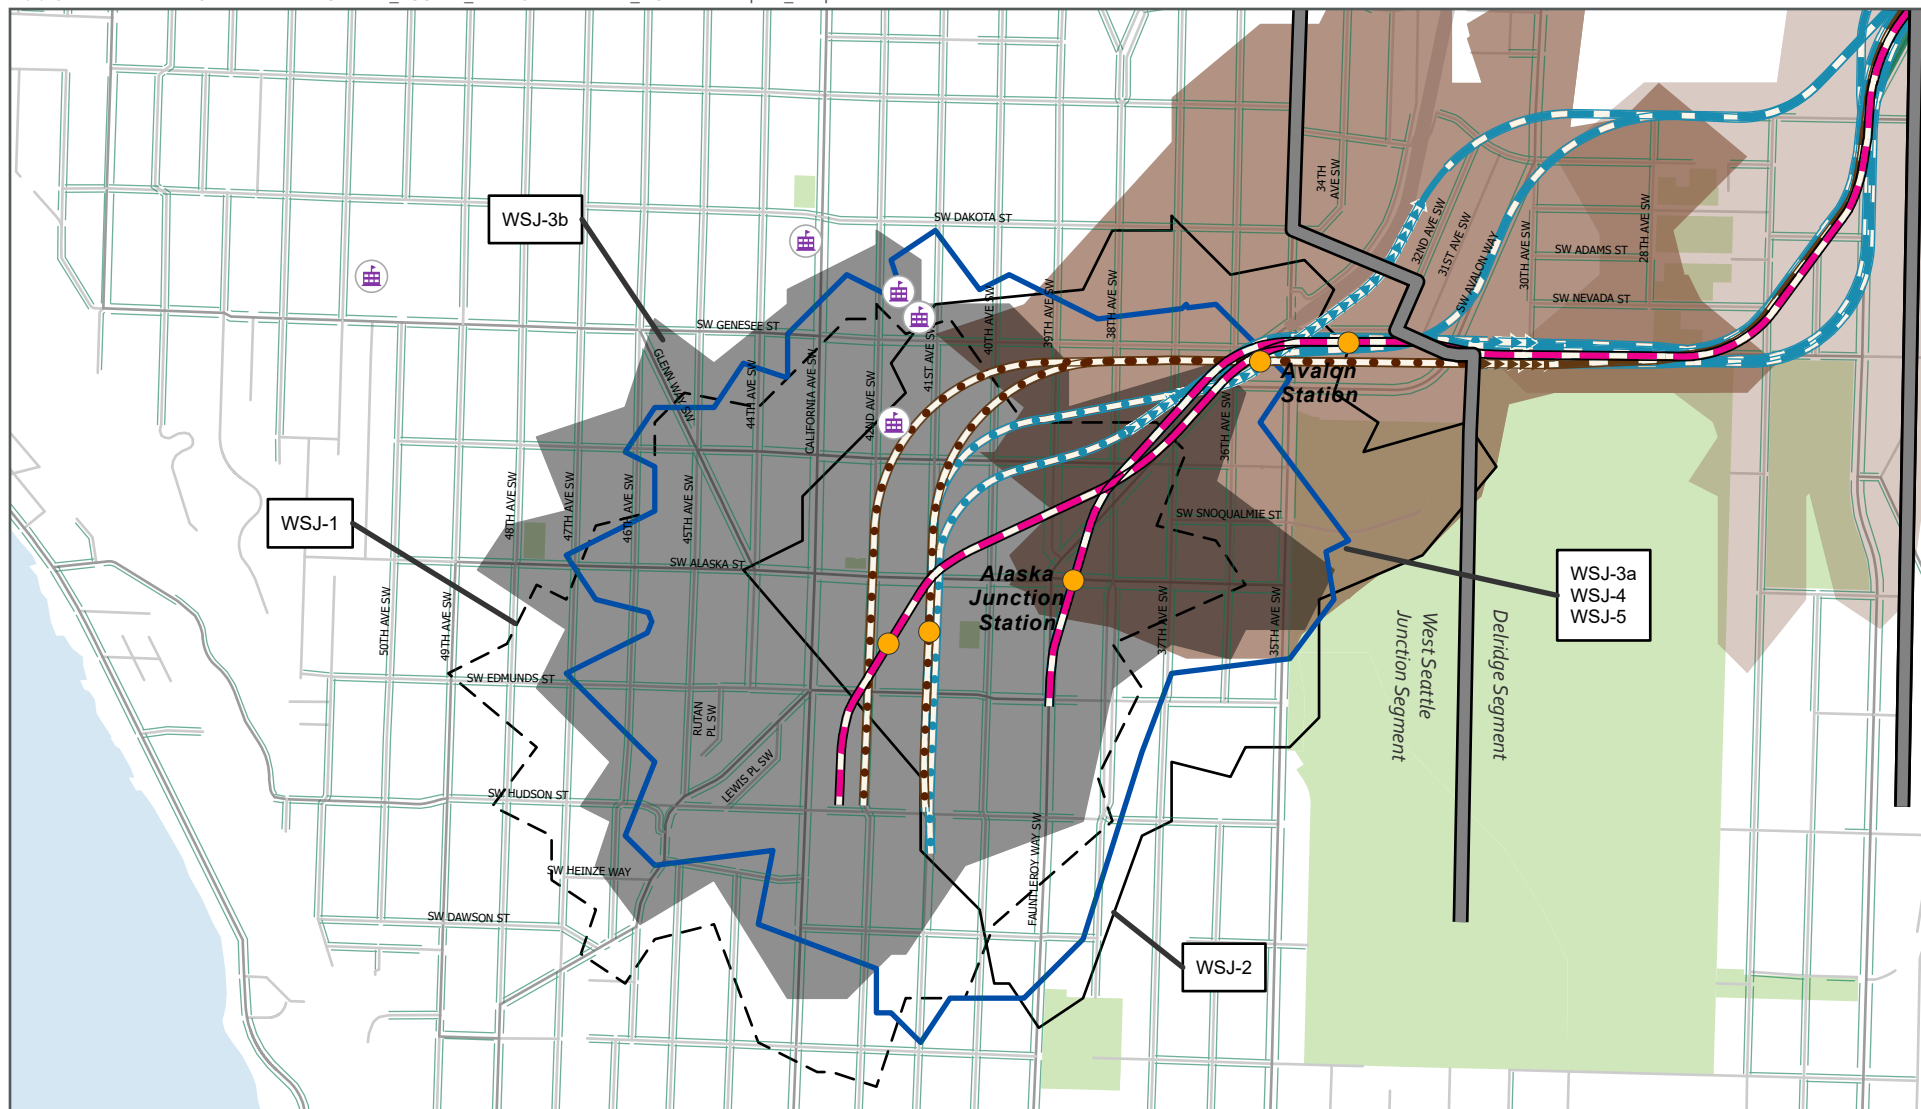 SW DAKOTA ST
34TH
AVE SW
32ND AVE SW
31ST AVE SW
SW AVALON WAY
30TH AVE SW
28TH AVE SW
SW ADAMS ST
SW NEVADA ST
WSJ-3b
SW GENESEE ST
GLENN WAY SW
44TH AVE SW
CALIFORNIA AVE SW
42ND AVE SW
41ST AVE SW
40TH AVE SW
39TH AVE SW
38TH AVE SW
36TH AVE SW
Avalon
Station
WSJ-1
48TH AVE SW
47TH AVE SW
46TH AVE SW
45TH AVE SW
SW SNOQUALMIE ST
SW ALASKA ST
Alaska
Junction
Station
WSJ-3a
WSJ-4
WSJ-5
50TH AVE SW
49TH AVE SW
37TH AVE SW
35TH AVE SW
West Seattle
Junction Segment
Delridge Segment
SW EDMUNDS ST
RUTAN
PL SW
LEWIS PL SW
SW HUDSON ST
FAUNTLEROY WAY SW
SW HEINZE WAY
SW DAWSON ST
WSJ-2